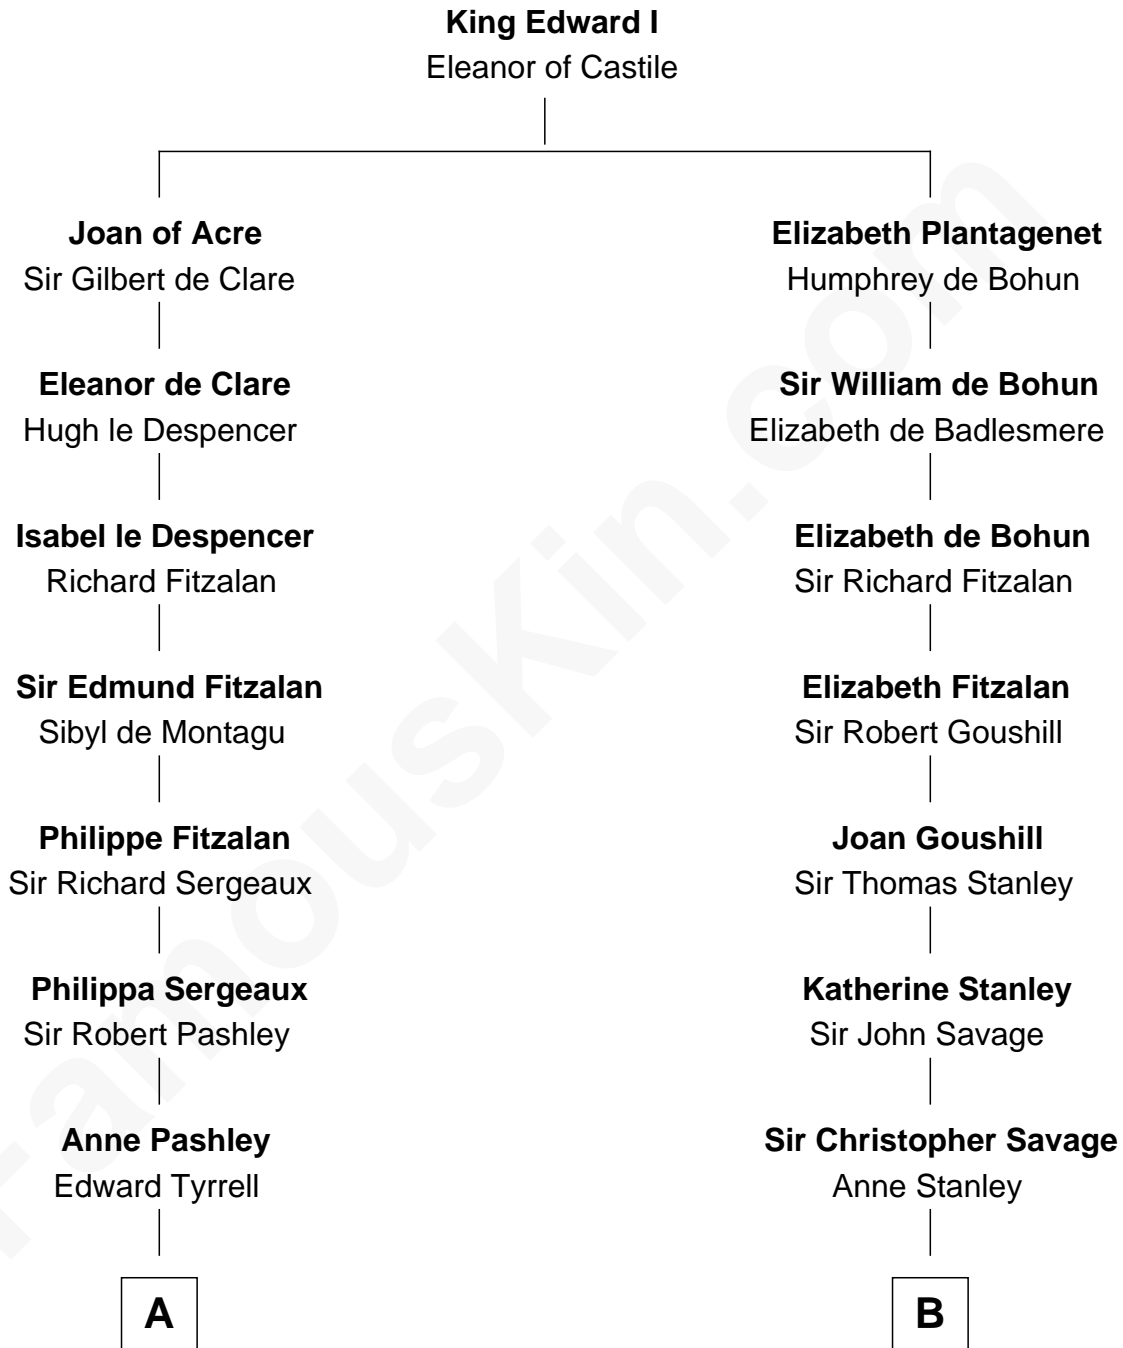 King Edward I
Eleanor of Castile
Joan of Acre
Sir Gilbert de Clare
Elizabeth Plantagenet
Humphrey de Bohun
Eleanor de Clare
Hugh le Despencer
Sir William de Bohun
Elizabeth de Badlesmere
Isabel le Despencer
Richard Fitzalan
Elizabeth de Bohun
Sir Richard Fitzalan
Sir Edmund Fitzalan
Sibyl de Montagu
Elizabeth Fitzalan
Sir Robert Goushill
Philippe Fitzalan
Sir Richard Sergeaux
Joan Goushill
Sir Thomas Stanley
Philippa Sergeaux
Sir Robert Pashley
Katherine Stanley
Sir John Savage
Anne Pashley
Edward Tyrrell
Sir Christopher Savage
Anne Stanley
A
B
FamousKin.com